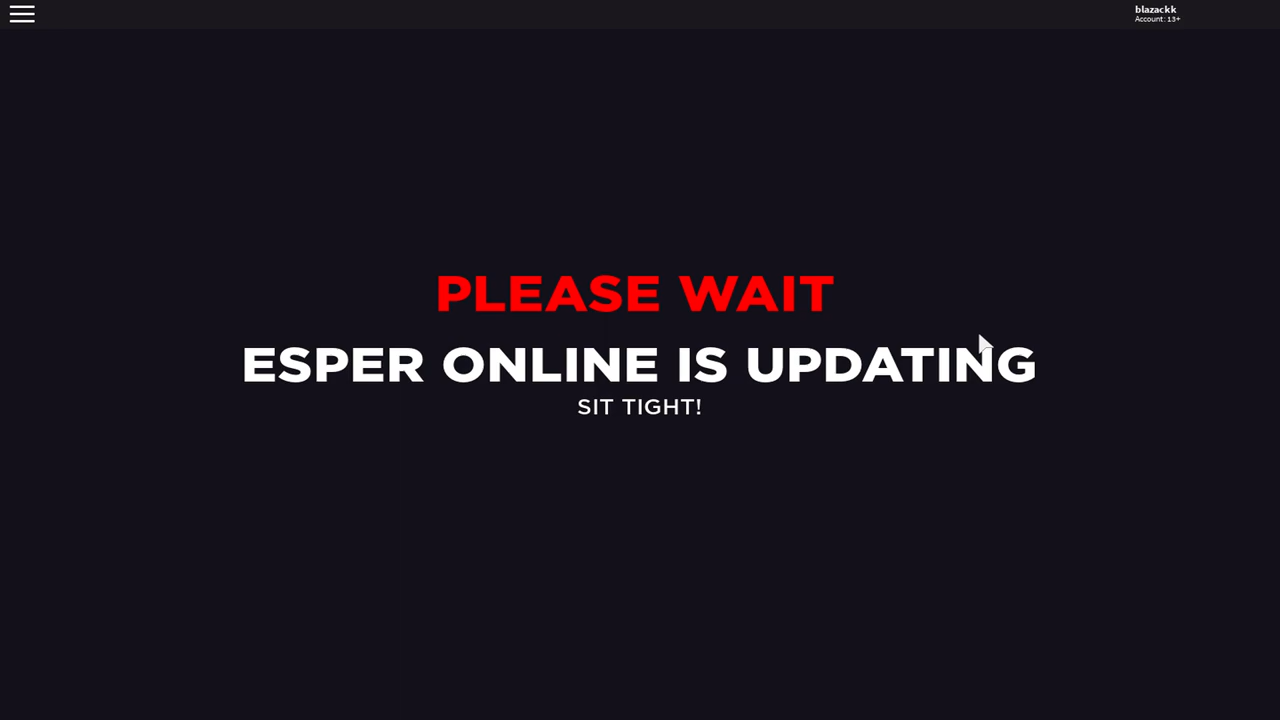 blazackk
Account: 13+
PLEASE WAIT
ESPER ONLINE IS UPDATING
SIT TIGHT!